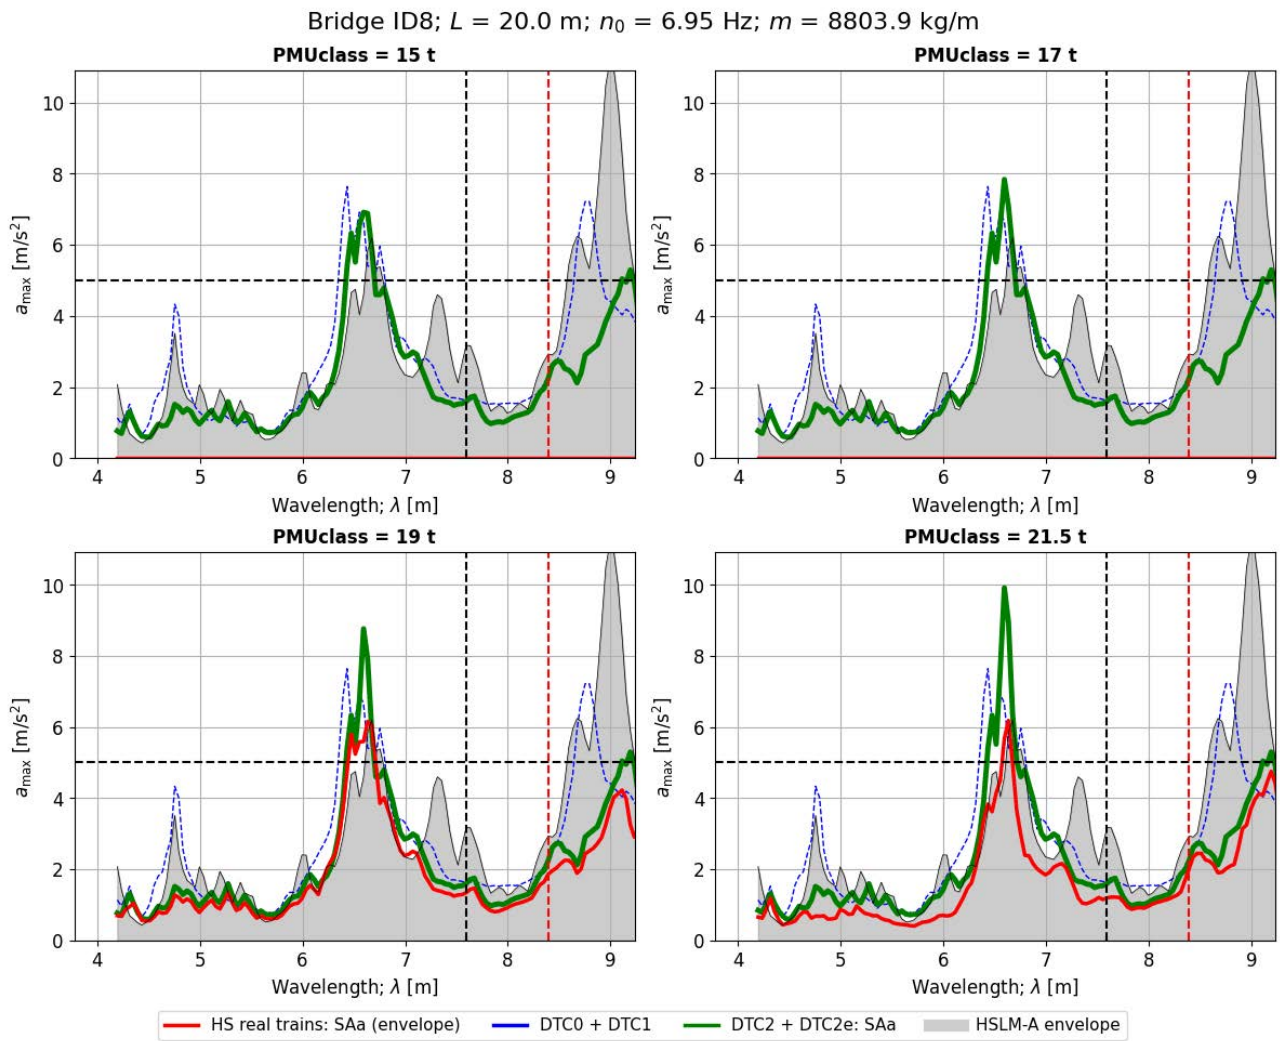 Bridge ID8; L = 20.0 m; n₀ = 6.95 Hz; m = 8803.9 kg/m
PMUclass = 15 t
10
8
6
4
2
0
a_max [m/s²]
4 5 6 7 8 9
Wavelength; λ [m]
PMUclass = 17 t
10
8
6
4
2
0
a_max [m/s²]
4 5 6 7 8 9
Wavelength; λ [m]
PMUclass = 19 t
10
8
6
4
2
0
a_max [m/s²]
4 5 6 7 8 9
Wavelength; λ [m]
PMUclass = 21.5 t
10
8
6
4
2
0
a_max [m/s²]
4 5 6 7 8 9
Wavelength; λ [m]
HS real trains: SAa (envelope) DTC0 + DTC1 DTC2 + DTC2e: SAa HSLM-A envelope